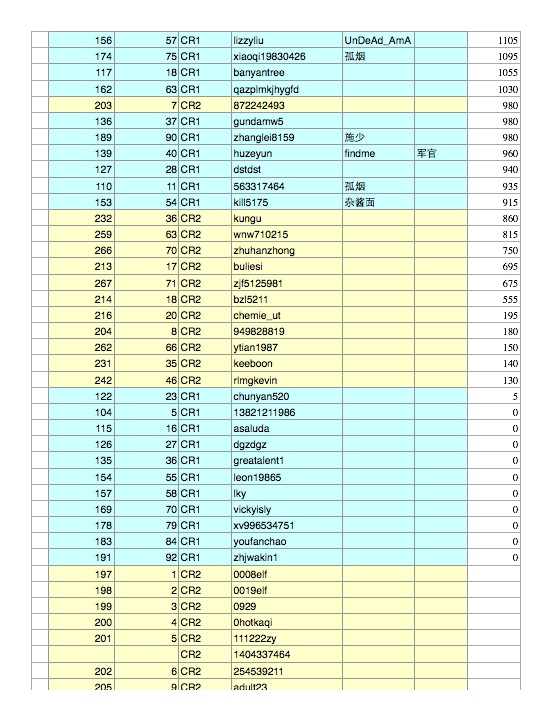 156 57 CR1 lizzyliu UnDeAd_AmA 1105
174 75 CR1 xiaoqi19830426 孤烟 1095
117 18 CR1 banyantree 1055
162 63 CR1 qazplmkjhygfd 1030
203 7 CR2 872242493 980
136 37 CR1 gundamw5 980
189 90 CR1 zhanglei8159 施少 980
139 40 CR1 huzeyun findme 军官 960
127 28 CR1 dstdst 940
110 11 CR1 563317464 孤烟 935
153 54 CR1 kill5175 杂酱面 915
232 36 CR2 kungu 860
259 63 CR2 wnw710215 815
266 70 CR2 zhuhanzhong 750
213 17 CR2 buliesi 695
267 71 CR2 zjf5125981 675
214 18 CR2 bzl5211 555
216 20 CR2 chemie_ut 195
204 8 CR2 949828819 180
262 66 CR2 ytian1987 150
231 35 CR2 keeboon 140
242 46 CR2 rlmgkevin 130
122 23 CR1 chunyan520 5
104 5 CR1 13821211986 0
115 16 CR1 asaluda 0
126 27 CR1 dgzdgz 0
135 36 CR1 greatalent1 0
154 55 CR1 leon19865 0
157 58 CR1 lky 0
169 70 CR1 vickyisly 0
178 79 CR1 xv996534751 0
183 84 CR1 youfanchao 0
191 92 CR1 zhjwakin1 0
197 1 CR2 0008elf
198 2 CR2 0019elf
199 3 CR2 0929
200 4 CR2 0hotkaqi
201 5 CR2 111222zy
CR2 1404337464
202 6 CR2 254539211
205 9 CR2 adult23